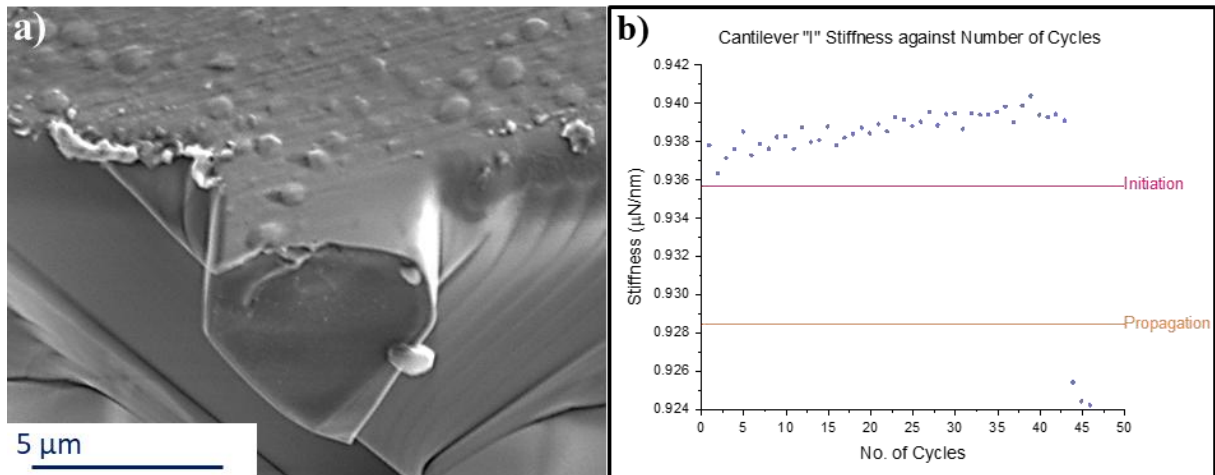 a)
5 μm
b)
Cantilever "I" Stiffness against Number of Cycles
Stiffness (μN/nm)
0.942
0.940
0.938
0.936
0.934
0.932
0.930
0.928
0.926
0.924
Initiation
Propagation
0 5 10 15 20 25 30 35 40 45 50
No. of Cycles